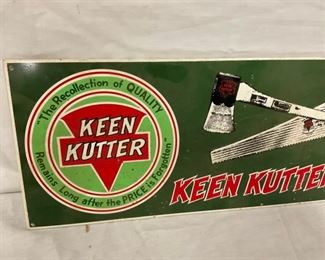 "The Recollection of QUALITY
Remains Long after the PRICE is Forgotten"
KEEN
KUTTER
KEEN KUTTER